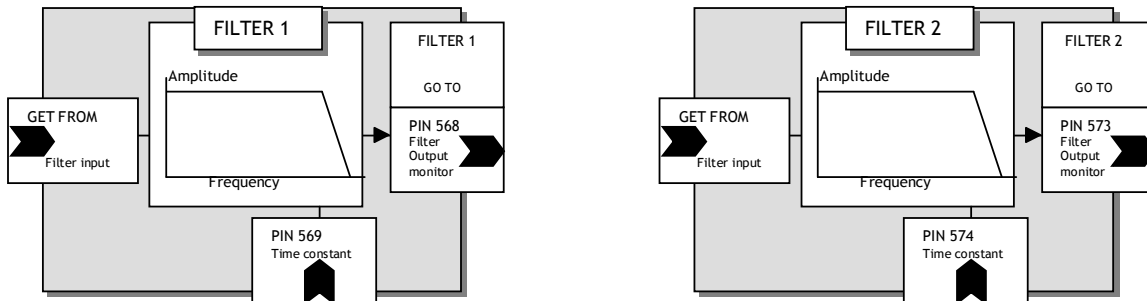 FILTER 1
FILTER 1
GO TO
Amplitude
GET FROM
Filter input
PIN 568
Filter
Output
monitor
Frequency
PIN 569
Time constant
FILTER 2
FILTER 2
GO TO
Amplitude
GET FROM
Filter input
PIN 573
Filter
Output
monitor
Frequency
PIN 574
Time constant